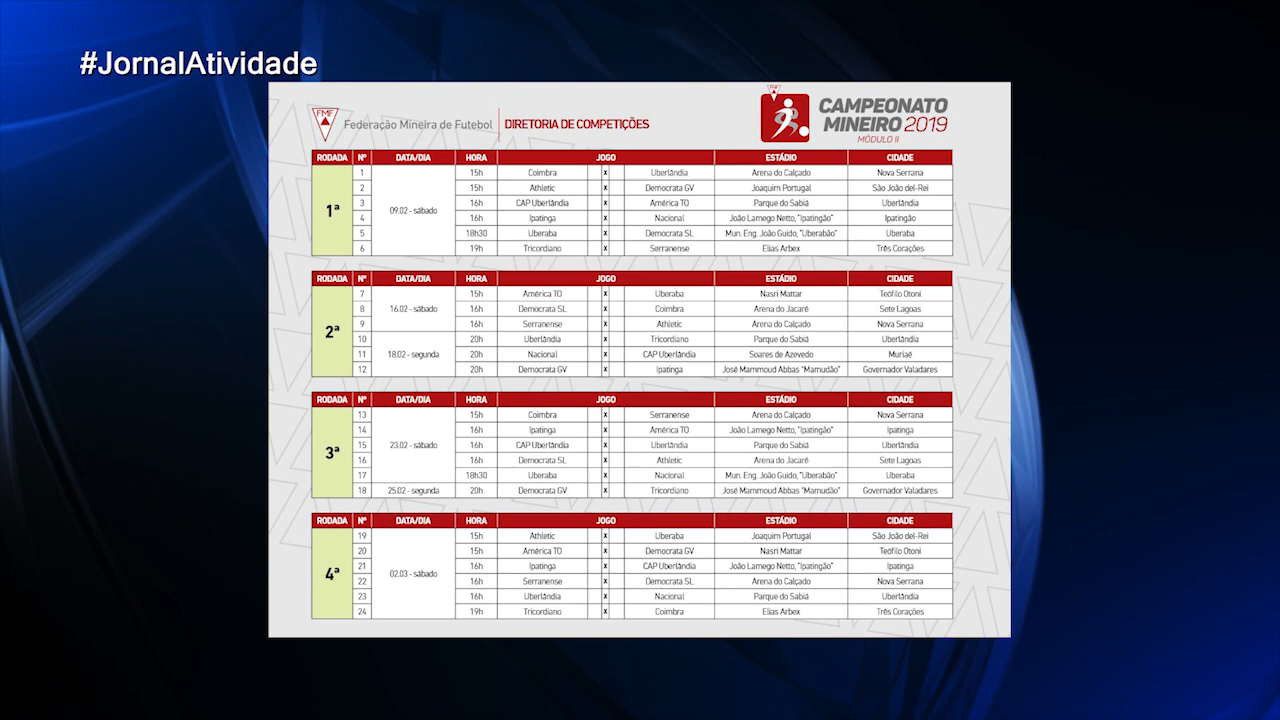 #JornalAtividade
FMF
Federação Mineira de Futebol | DIRETORIA DE COMPETIÇÕES
FMF
CAMPEONATO
MINEIRO 2019
MÓDULO II
RODADA Nº DATA/DIA HORA JOGO ESTÁDIO CIDADE
1ª
09.02 - sábado
1 15h Coimbra x Uberlândia Arena do Calçado Nova Serrana
2 15h Athletic x Democrata GV Joaquim Portugal São João del-Rei
3 16h CAP Uberlândia x América TO Parque do Sabiá Uberlândia
4 16h Ipatinga x Nacional João Lamego Netto, "Ipatingão" Ipatingão
5 18h30 Uberaba x Democrata SL Mun. Eng. João Guido, "Uberabão" Uberaba
6 19h Tricordiano x Serranense Elias Arbex Três Corações
RODADA Nº DATA/DIA HORA JOGO ESTÁDIO CIDADE
2ª
16.02 - sábado
7 15h América TO x Uberaba Nasri Mattar Teófilo Otoni
8 16h Democrata SL x Coimbra Arena do Jacaré Sete Lagoas
9 16h Serranense x Athletic Arena do Calçado Nova Serrana
18.02 - segunda
10 20h Uberlândia x Tricordiano Parque do Sabiá Uberlândia
11 20h Nacional x CAP Uberlândia Soares de Azevedo Muriaé
12 20h Democrata GV x Ipatinga José Mammoud Abbas "Mamudão" Governador Valadares
RODADA Nº DATA/DIA HORA JOGO ESTÁDIO CIDADE
3ª
23.02 - sábado
13 15h Coimbra x Serranense Arena do Calçado Nova Serrana
14 16h Ipatinga x América TO João Lamego Netto, "Ipatingão" Ipatinga
15 16h CAP Uberlândia x Uberlândia Parque do Sabiá Uberlândia
16 16h Democrata SL x Athletic Arena do Jacaré Sete Lagoas
17 18h30 Uberaba x Nacional Mun. Eng. João Guido, "Uberabão" Uberaba
18 25.02 - segunda 20h Democrata GV x Tricordiano José Mammoud Abbas "Mamudão" Governador Valadares
RODADA Nº DATA/DIA HORA JOGO ESTÁDIO CIDADE
4ª
02.03 - sábado
19 15h Athletic x Uberaba Joaquim Portugal São João del-Rei
20 15h América TO x Democrata GV Nasri Mattar Teófilo Otoni
21 16h Ipatinga x CAP Uberlândia João Lamego Netto, "Ipatingão" Ipatinga
22 16h Serranense x Democrata SL Arena do Calçado Nova Serrana
23 16h Uberlândia x Nacional Parque do Sabiá Uberlândia
24 19h Tricordiano x Coimbra Elias Arbex Três Corações